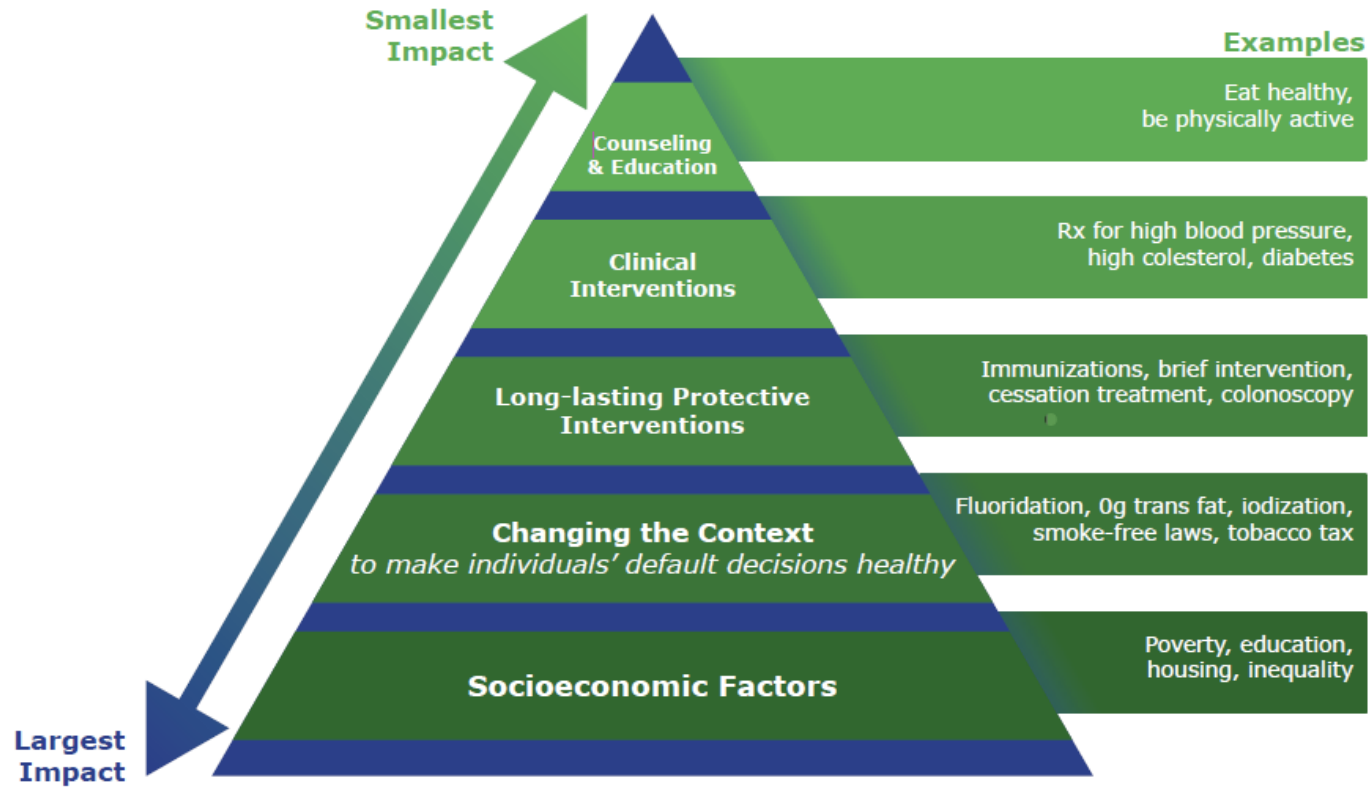 Smallest
Impact
Examples
Eat healthy,
be physically active
Counseling
& Education
Rx for high blood pressure,
high colesterol, diabetes
Clinical
Interventions
Immunizations, brief intervention,
cessation treatment, colonoscopy
Long-lasting Protective
Interventions
Fluoridation, 0g trans fat, iodization,
smoke-free laws, tobacco tax
Changing the Context
to make individuals’ default decisions healthy
Poverty, education,
housing, inequality
Socioeconomic Factors
Largest
Impact